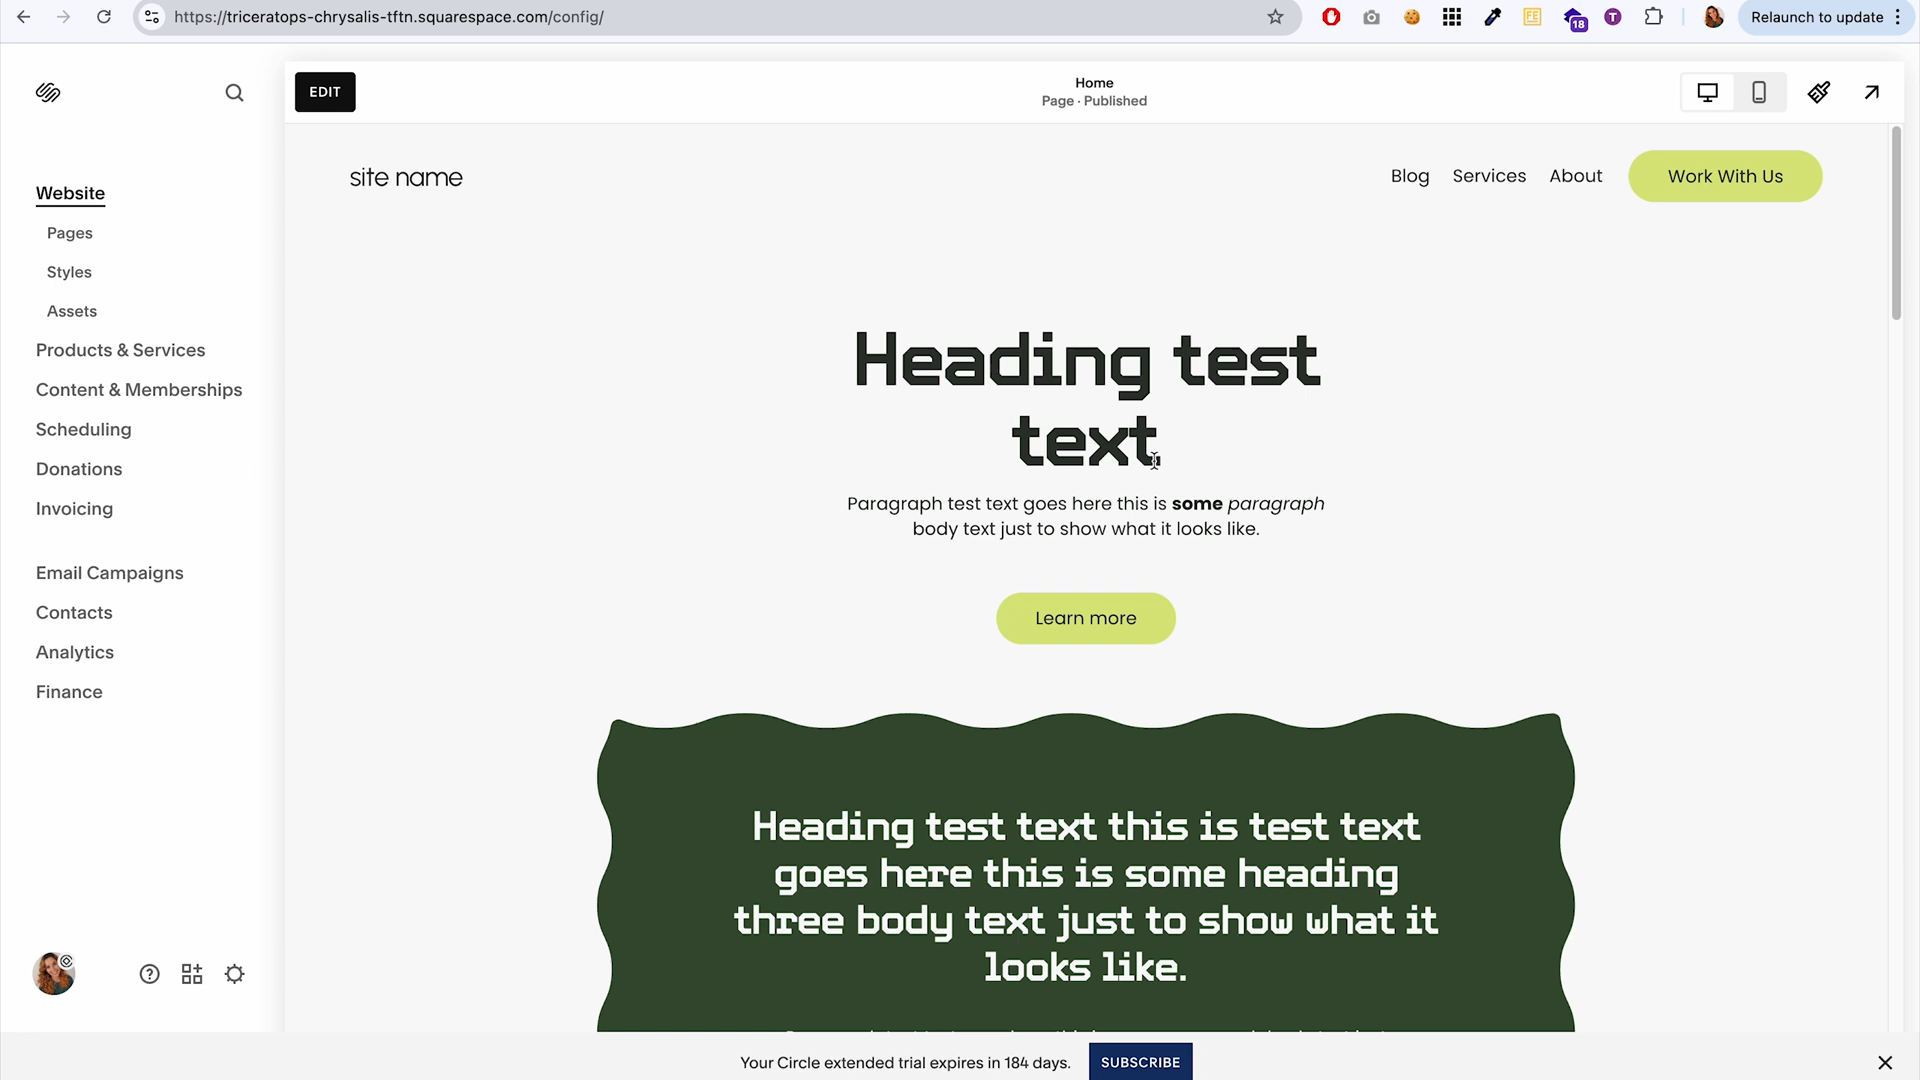 https://triceratops-chrysalis-tftn.squarespace.com/config/
FE
18
T
Relaunch to update
EDIT
Home
Page · Published
Website
Pages
Styles
Assets
Products & Services
Content & Memberships
Scheduling
Donations
Invoicing
Email Campaigns
Contacts
Analytics
Finance
site name
Blog Services About Work With Us
Heading test
text.
Paragraph test text goes here this is some paragraph
body text just to show what it looks like.
Learn more
Heading test text this is test text
goes here this is some heading
three body text just to show what it
looks like.
Your Circle extended trial expires in 184 days. SUBSCRIBE